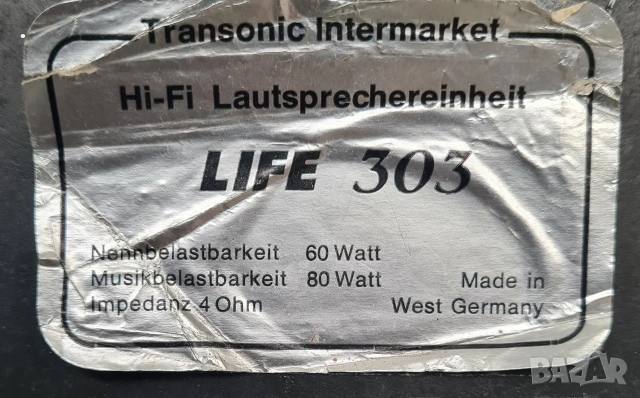 Transonic Intermarket
Hi-Fi Lautsprechereinheit
LIFE 303
Nennbelastbarkeit 60 Watt
Musikbelastbarkeit 80 Watt
Impedanz 4 Ohm
Made in
West Germany
BAZAR